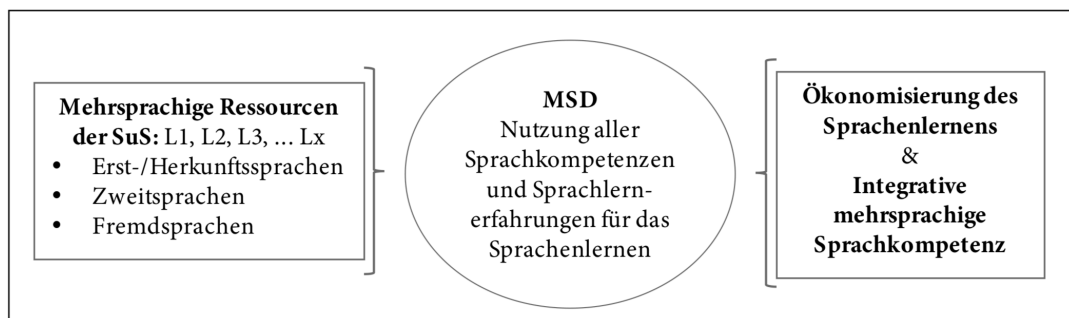 Mehrsprachige Ressourcen
der SuS: L1, L2, L3, ... Lx
• Erst-/Herkunftssprachen
• Zweitsprachen
• Fremdsprachen
MSD
Nutzung aller
Sprachkompetenzen
und Sprachlern-
erfahrungen für das
Sprachenlernen
Ökonomisierung des
Sprachenlernens
&
Integrative
mehrsprachige
Sprachkompetenz